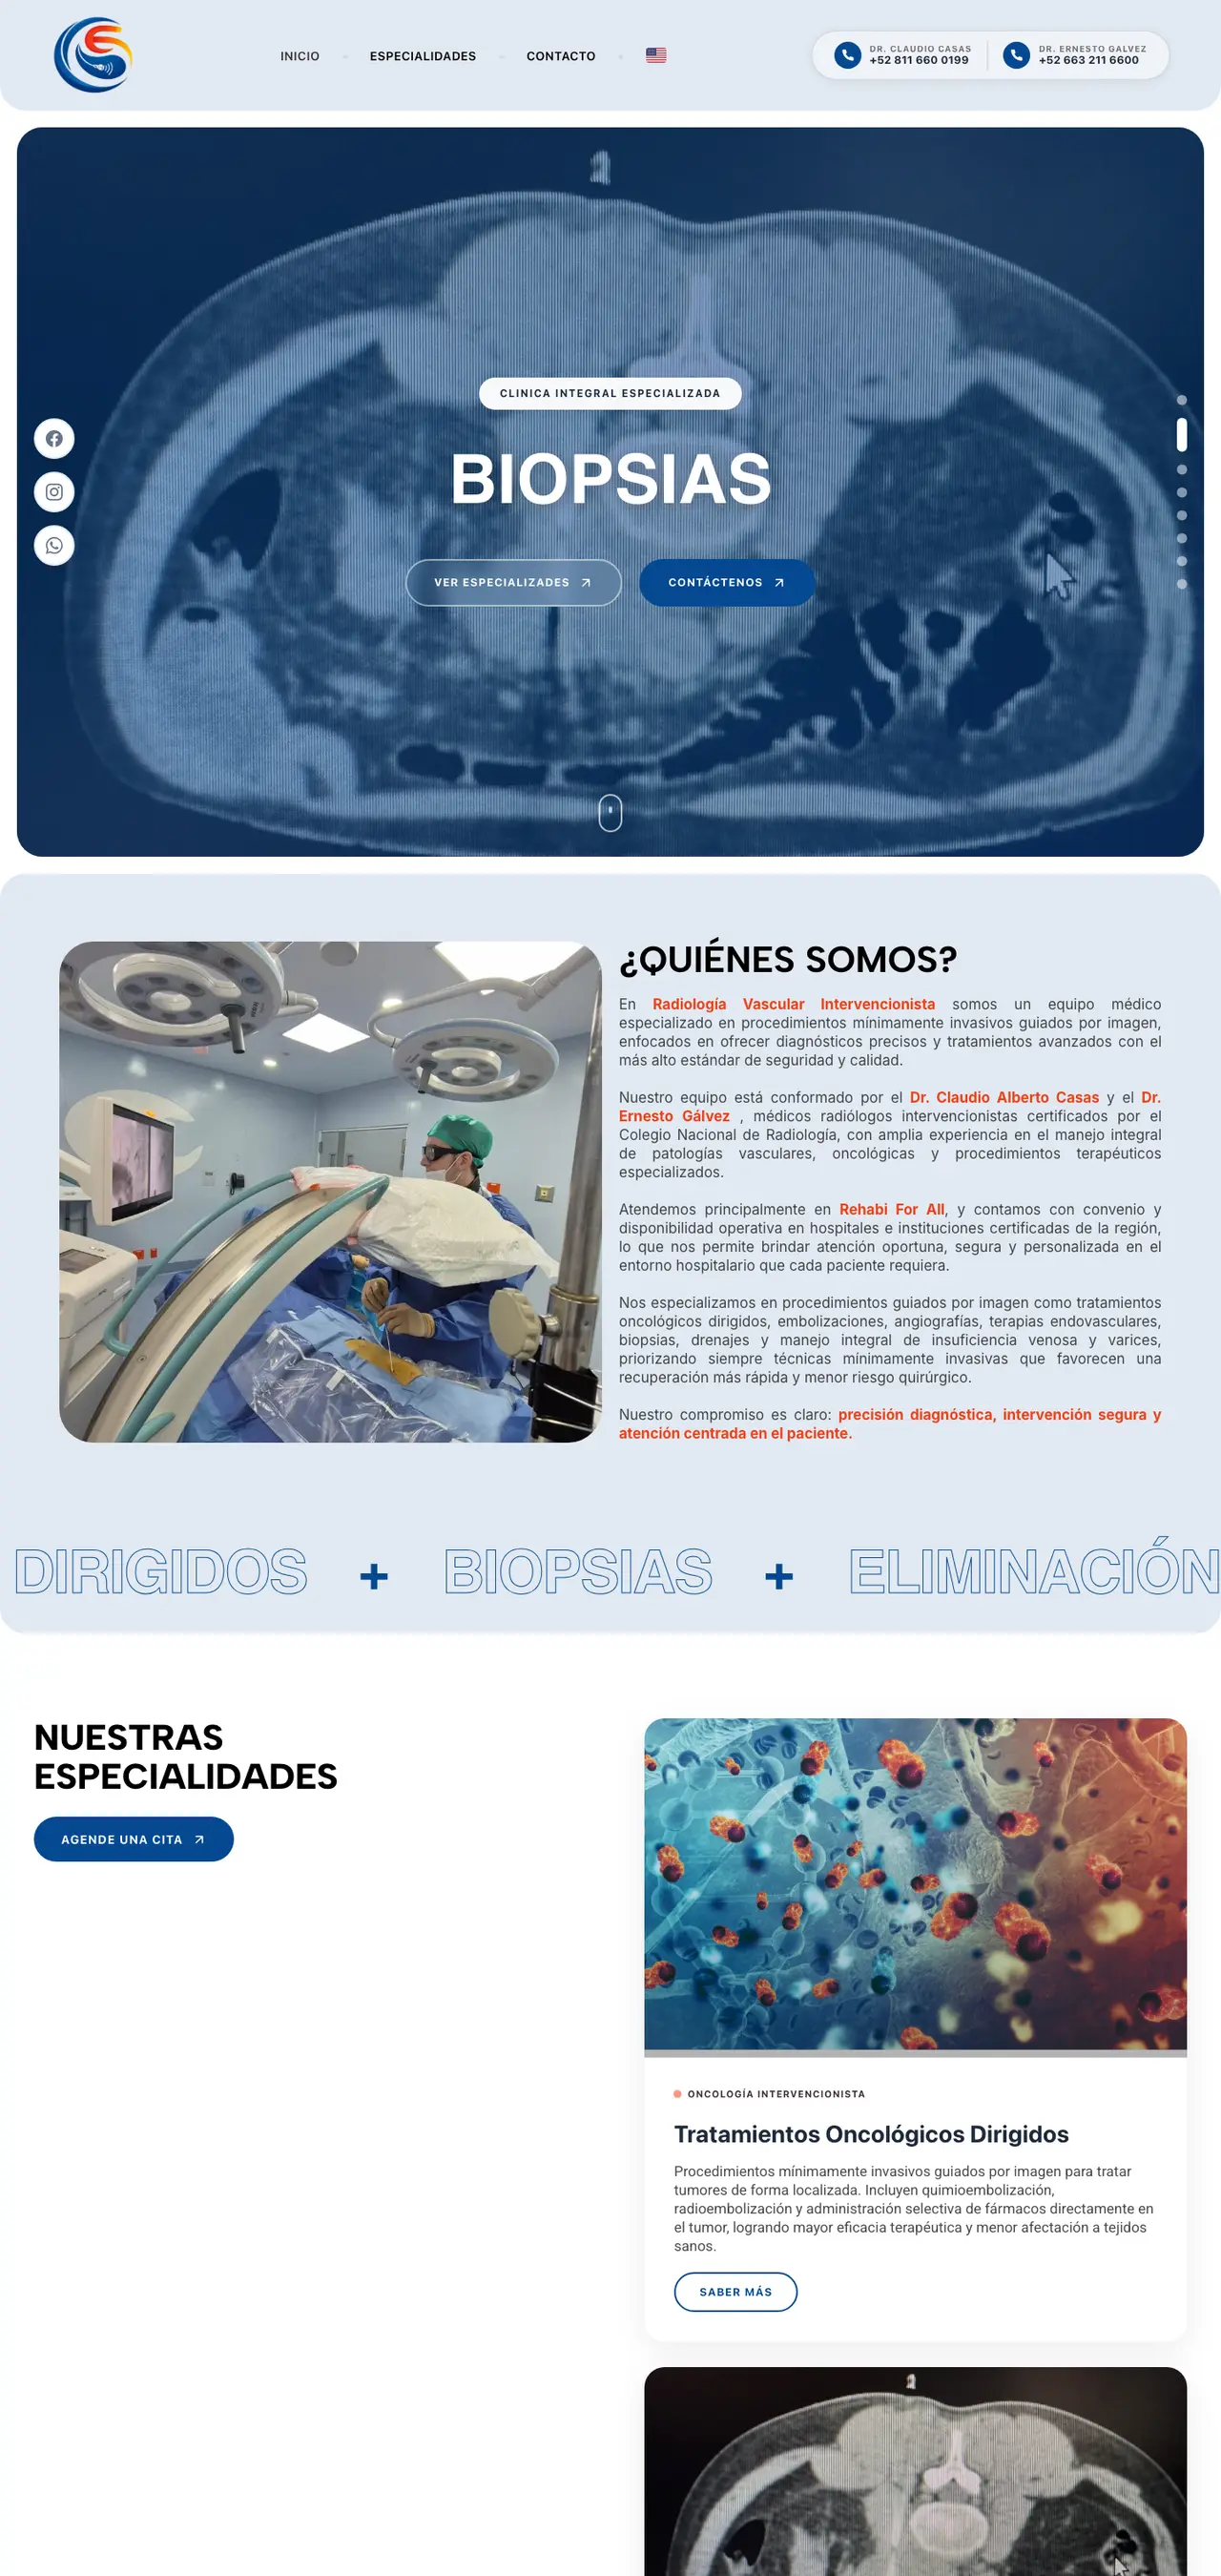 INICIO
ESPECIALIDADES
CONTACTO
DR. CLAUDIO CASAS
+52 811 660 0199
DR. ERNESTO GALVEZ
+52 663 211 6600
CLINICA INTEGRAL ESPECIALIZADA
BIOPSIAS
VER ESPECIALIZADES
CONTÁCTENOS
¿QUIÉNES SOMOS?
En Radiología Vascular Intervencionista somos un equipo médico
especializado en procedimientos mínimamente invasivos guiados por imagen,
enfocados en ofrecer diagnósticos precisos y tratamientos avanzados con el
más alto estándar de seguridad y calidad.
Nuestro equipo está conformado por el Dr. Claudio Alberto Casas y el Dr.
Ernesto Gálvez , médicos radiólogos intervencionistas certificados por el
Colegio Nacional de Radiología, con amplia experiencia en el manejo integral
de patologías vasculares, oncológicas y procedimientos terapéuticos
especializados.
Atendemos principalmente en Rehabi For All, y contamos con convenio y
disponibilidad operativa en hospitales e instituciones certificadas de la región,
lo que nos permite brindar atención oportuna, segura y personalizada en el
entorno hospitalario que cada paciente requiera.
Nos especializamos en procedimientos guiados por imagen como tratamientos
oncológicos dirigidos, embolizaciones, angiografías, terapias endovasculares,
biopsias, drenajes y manejo integral de insuficiencia venosa y varices,
priorizando siempre técnicas mínimamente invasivas que favorecen una
recuperación más rápida y menor riesgo quirúrgico.
Nuestro compromiso es claro: precisión diagnóstica, intervención segura y
atención centrada en el paciente.
DIRIGIDOS + BIOPSIAS + ELIMINACIÓN
NUESTRAS
ESPECIALIDADES
AGENDE UNA CITA
ONCOLOGÍA INTERVENCIONISTA
Tratamientos Oncológicos Dirigidos
Procedimientos mínimamente invasivos guiados por imagen para tratar
tumores de forma localizada. Incluyen quimioembolización,
radioembolización y administración selectiva de fármacos directamente en
el tumor, logrando mayor eficacia terapéutica y menor afectación a tejidos
sanos.
SABER MÁS